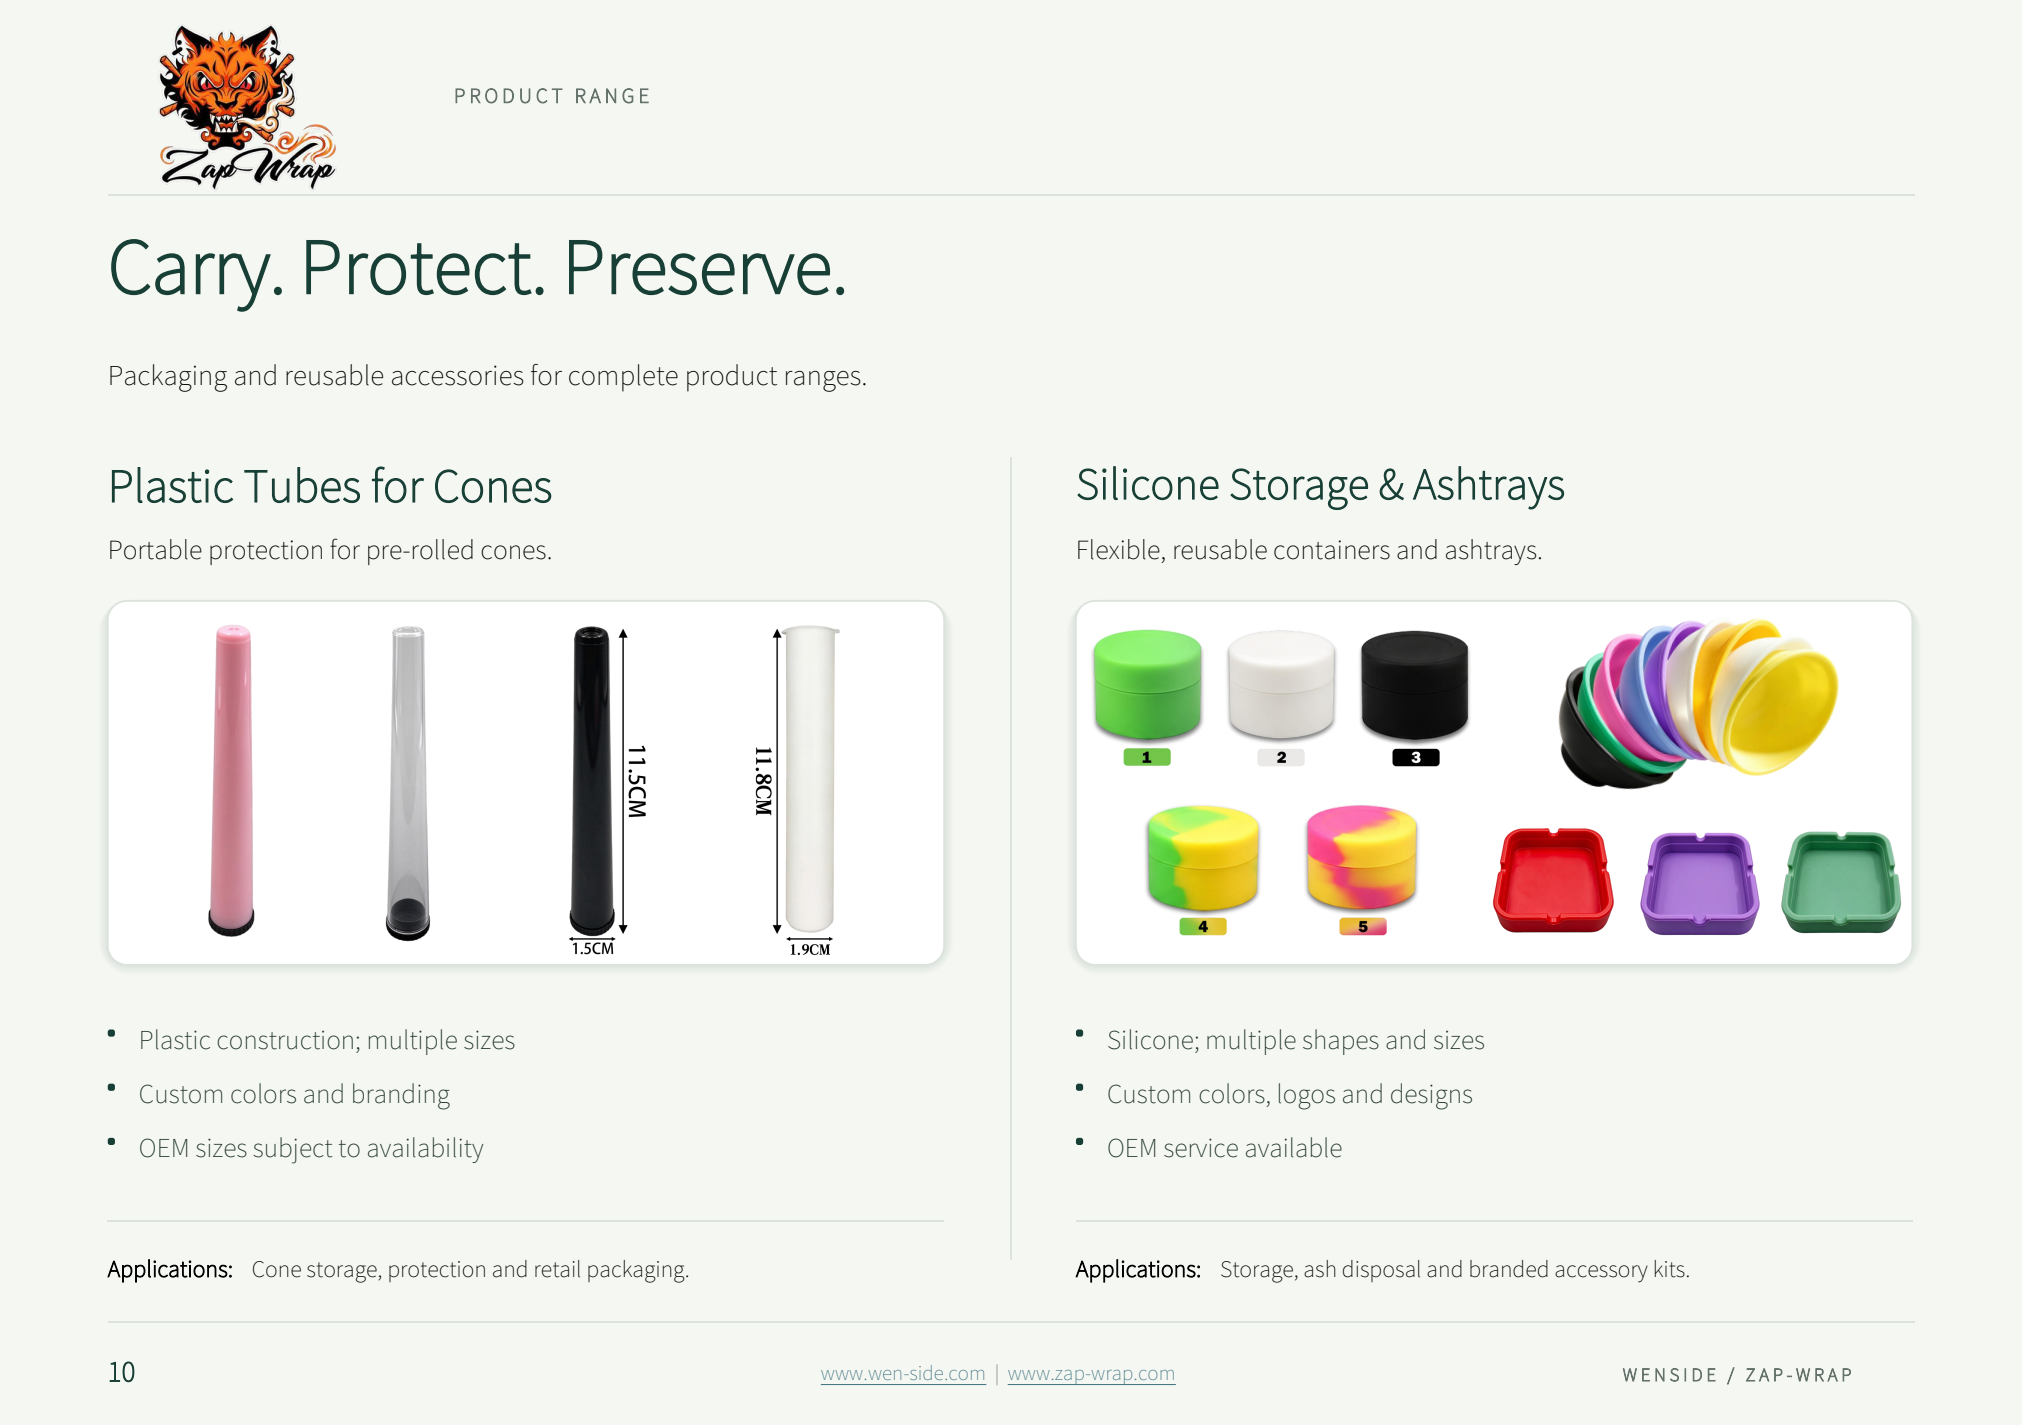 Zap Wrap
PRODUCT RANGE
Carry. Protect. Preserve.
Packaging and reusable accessories for complete product ranges.
Plastic Tubes for Cones
Portable protection for pre-rolled cones.
11.5CM
1.5CM
11.8CM
1.9CM
• Plastic construction; multiple sizes
• Custom colors and branding
• OEM sizes subject to availability
Applications: Cone storage, protection and retail packaging.
Silicone Storage & Ashtrays
Flexible, reusable containers and ashtrays.
1 2 3
4 5
• Silicone; multiple shapes and sizes
• Custom colors, logos and designs
• OEM service available
Applications: Storage, ash disposal and branded accessory kits.
10
www.wen-side.com | www.zap-wrap.com
WENSIDE / ZAP-WRAP